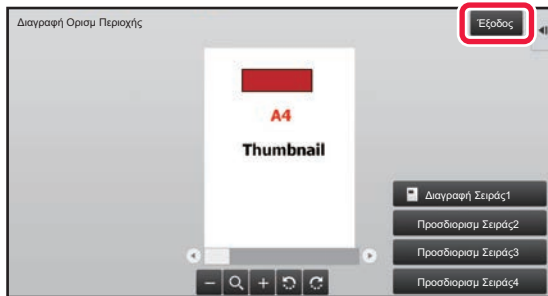 Διαγραφή Ορισμ Περιοχής
Έξοδος
A4
Thumbnail
Διαγραφή Σειράς1
Προσδιορισμ Σειράς2
Προσδιορισμ Σειράς3
Προσδιορισμ Σειράς4